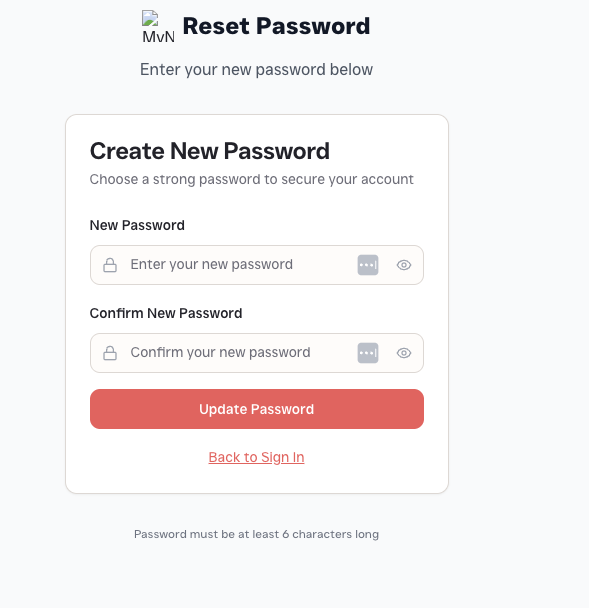 MvN
Reset Password
Enter your new password below
Create New Password
Choose a strong password to secure your account
New Password
Enter your new password
Confirm New Password
Confirm your new password
Update Password
Back to Sign In
Password must be at least 6 characters long